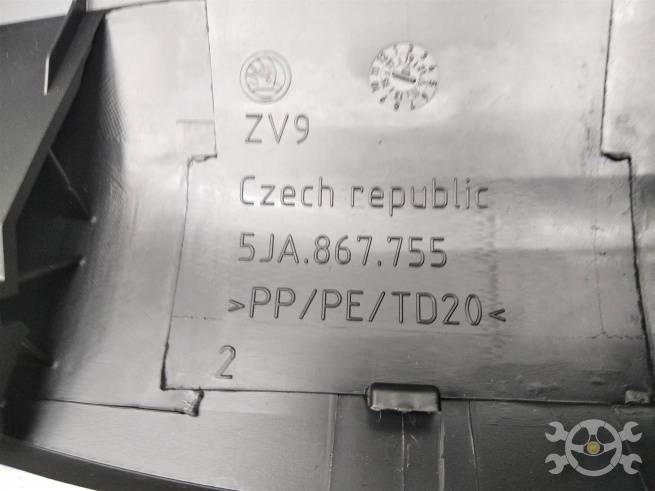 ZV9
Czech republic
5JA.867.755
>PP/PE/TD20<
2